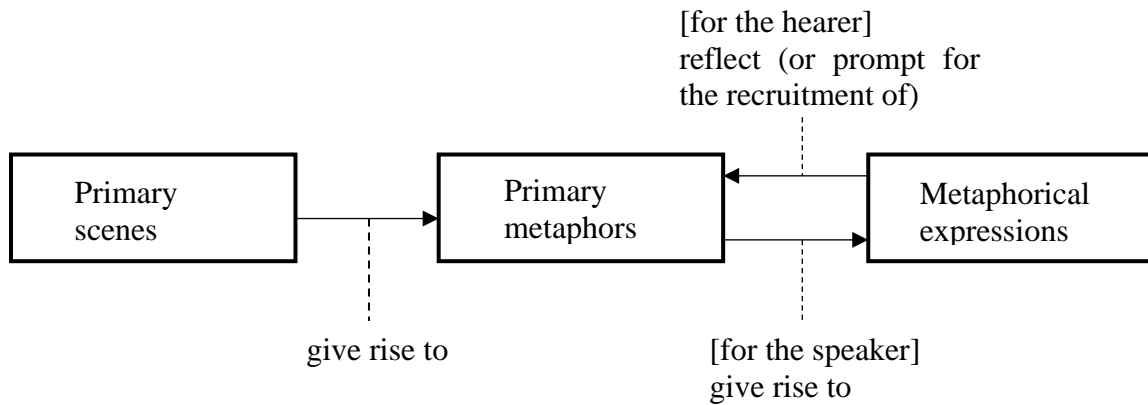 [for the hearer]
reflect (or prompt for
the recruitment of)
Primary
scenes
Primary
metaphors
Metaphorical
expressions
give rise to
[for the speaker]
give rise to